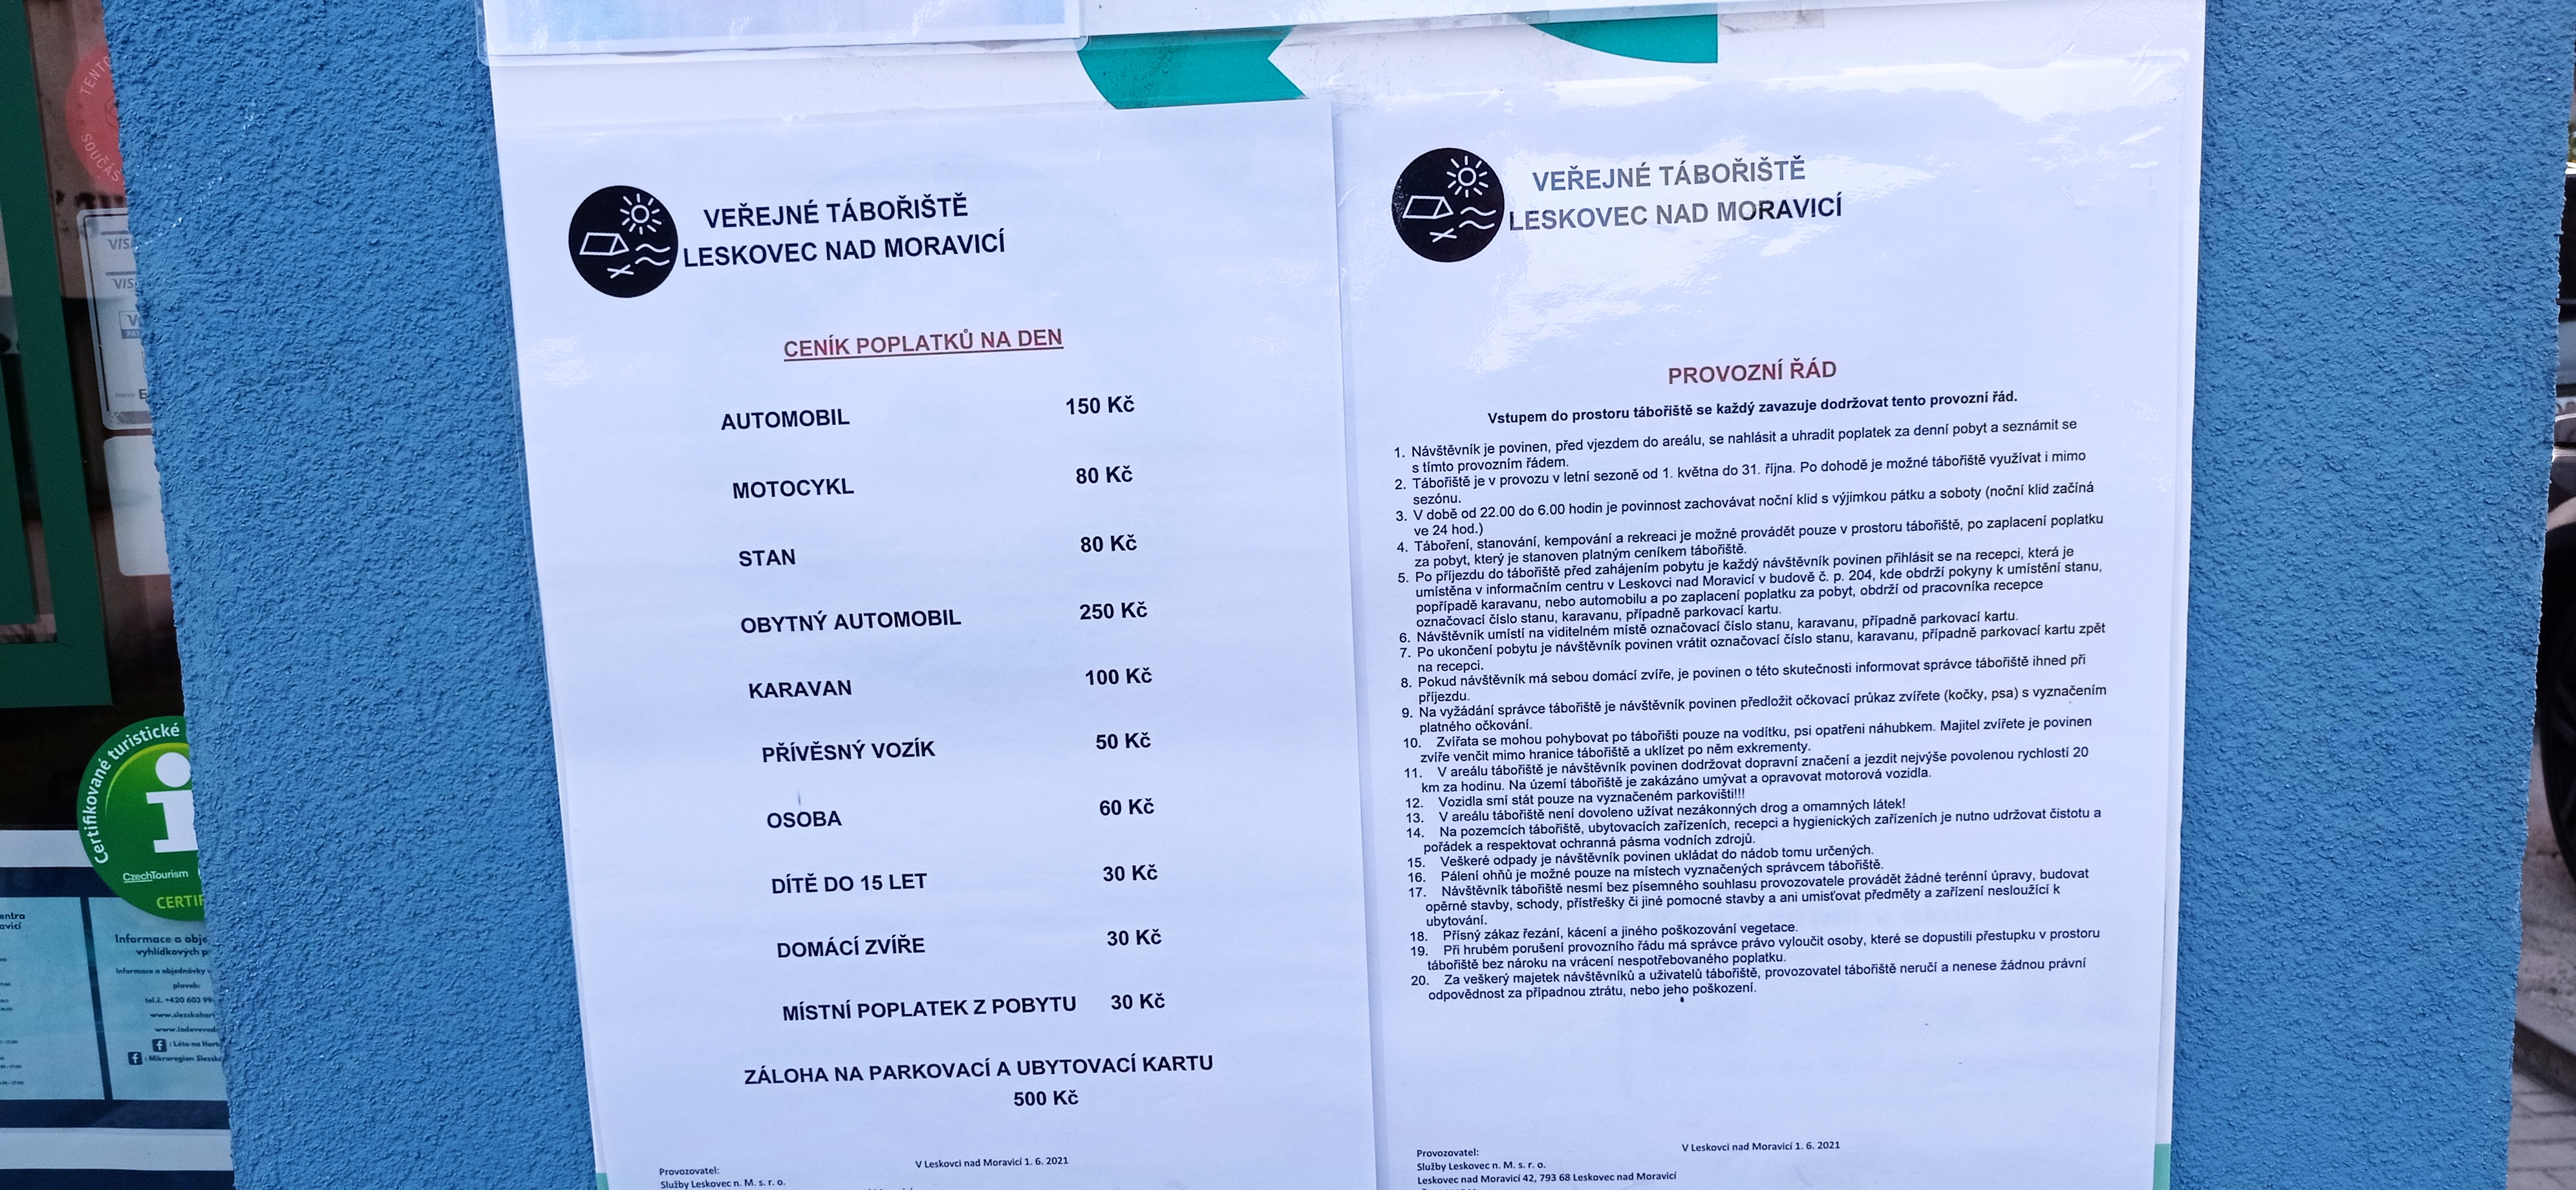 TENTO
SOUČÁS
VISA
Certifikované turistické
i
CzechTourism
Informace a obje
vyhlídkových p
Informace a objednávky
plaveb:
tel.č. +420 603 99
: Léto na Hart
: Mikroregion Slezsk
VEŘEJNÉ TÁBOŘIŠTĚ
LESKOVEC NAD MORAVICÍ
CENÍK POPLATKŮ NA DEN
AUTOMOBIL 150 Kč
MOTOCYKL 80 Kč
STAN 80 Kč
OBYTNÝ AUTOMOBIL 250 Kč
KARAVAN 100 Kč
PŘÍVĚSNÝ VOZÍK 50 Kč
OSOBA 60 Kč
DÍTĚ DO 15 LET 30 Kč
DOMÁCÍ ZVÍŘE 30 Kč
MÍSTNÍ POPLATEK Z POBYTU 30 Kč
ZÁLOHA NA PARKOVACÍ A UBYTOVACÍ KARTU
500 Kč
V Leskovci nad Moravicí 1. 6. 2021
Provozovatel:
Služby Leskovec n. M. s. r. o.
VEŘEJNÉ TÁBOŘIŠTĚ
LESKOVEC NAD MORAVICÍ
PROVOZNÍ ŘÁD
Vstupem do prostoru tábořiště se každý zavazuje dodržovat tento provozní řád.
1. Návštěvník je povinen, před vjezdem do areálu, se nahlásit a uhradit poplatek za denní pobyt a seznámit se
s tímto provozním řádem.
2. Tábořiště je v provozu v letní sezoně od 1. května do 31. října. Po dohodě je možné tábořiště využívat i mimo
sezónu.
3. V době od 22.00 do 6.00 hodin je povinnost zachovávat noční klid s výjimkou pátku a soboty (noční klid začíná
ve 24 hod.)
4. Táboření, stanování, kempování a rekreaci je možné provádět pouze v prostoru tábořiště, po zaplacení poplatku
za pobyt, který je stanoven platným ceníkem tábořiště.
5. Po příjezdu do tábořiště před zahájením pobytu je každý návštěvník povinen přihlásit se na recepci, která je
umístěna v informačním centru v Leskovci nad Moravicí v budově č. p. 204, kde obdrží pokyny k umístění stanu,
popřípadě karavanu, nebo automobilu a po zaplacení poplatku za pobyt, obdrží od pracovníka recepce
označovací číslo stanu, karavanu, případně parkovací kartu.
6. Návštěvník umístí na viditelném místě označovací číslo stanu, karavanu, případně parkovací kartu.
7. Po ukončení pobytu je návštěvník povinen vrátit označovací číslo stanu, karavanu, případně parkovací kartu zpět
na recepci.
8. Pokud návštěvník má sebou domácí zvíře, je povinen o této skutečnosti informovat správce tábořiště ihned při
příjezdu.
9. Na vyžádání správce tábořiště je návštěvník povinen předložit očkovací průkaz zvířete (kočky, psa) s vyznačením
platného očkování.
10. Zvířata se mohou pohybovat po tábořišti pouze na vodítku, psi opatřeni náhubkem. Majitel zvířete je povinen
zvíře venčit mimo hranice tábořiště a uklízet po něm exkrementy.
11. V areálu tábořiště je návštěvník povinen dodržovat dopravní značení a jezdit nejvýše povolenou rychlostí 20
km za hodinu. Na území tábořiště je zakázáno umývat a opravovat motorová vozidla.
12. Vozidla smí stát pouze na vyznačeném parkovišti!!!
13. V areálu tábořiště není dovoleno užívat nezákonných drog a omamných látek!
14. Na pozemcích tábořiště, ubytovacích zařízeních, recepci a hygienických zařízeních je nutno udržovat čistotu a
pořádek a respektovat ochranná pásma vodních zdrojů.
15. Veškeré odpady je návštěvník povinen ukládat do nádob tomu určených.
16. Pálení ohňů je možné pouze na místech vyznačených správcem tábořiště.
17. Návštěvník tábořiště nesmí bez písemného souhlasu provozovatele provádět žádné terénní úpravy, budovat
opěrné stavby, schody, přístřešky či jiné pomocné stavby a ani umisťovat předměty a zařízení nesloužící k
ubytování.
18. Přísný zákaz řezání, kácení a jiného poškozování vegetace.
19. Při hrubém porušení provozního řádu má správce právo vyloučit osoby, které se dopustili přestupku v prostoru
tábořiště bez nároku na vrácení nespotřebovaného poplatku.
20. Za veškerý majetek návštěvníků a uživatelů tábořiště, provozovatel tábořiště neručí a nenese žádnou právní
odpovědnost za případnou ztrátu, nebo jeho poškození.
V Leskovci nad Moravicí 1. 6. 2021
Provozovatel:
Služby Leskovec n. M. s. r. o.
Leskovec nad Moravicí 42, 793 68 Leskovec nad Moravicí